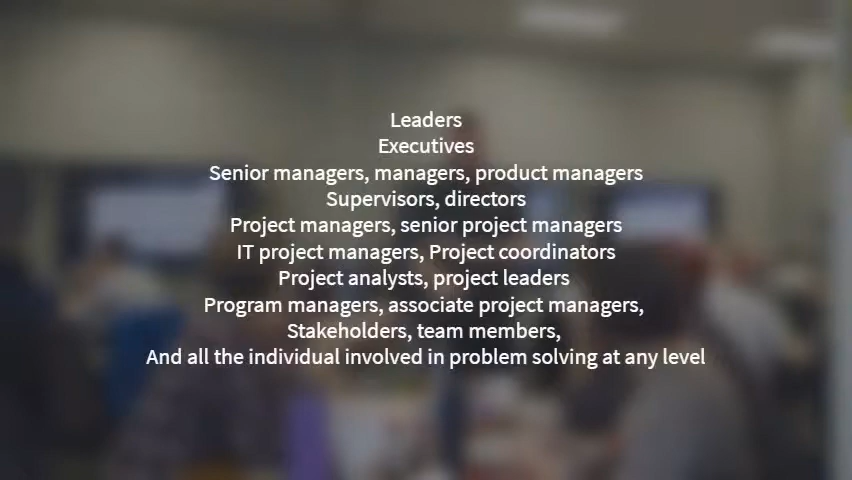 Leaders
Executives
Senior managers, managers, product managers
Supervisors, directors
Project managers, senior project managers
IT project managers, Project coordinators
Project analysts, project leaders
Program managers, associate project managers,
Stakeholders, team members,
And all the individual involved in problem solving at any level